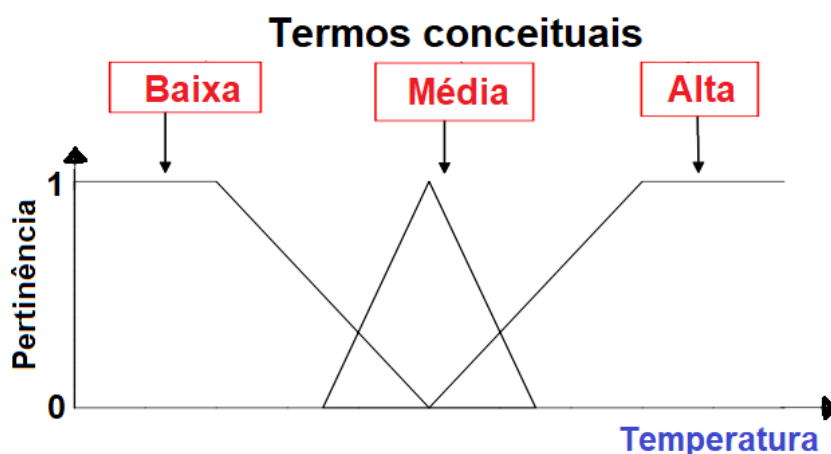 Termos conceituais
Baixa
Média
Alta
1
Pertinência
0
Temperatura